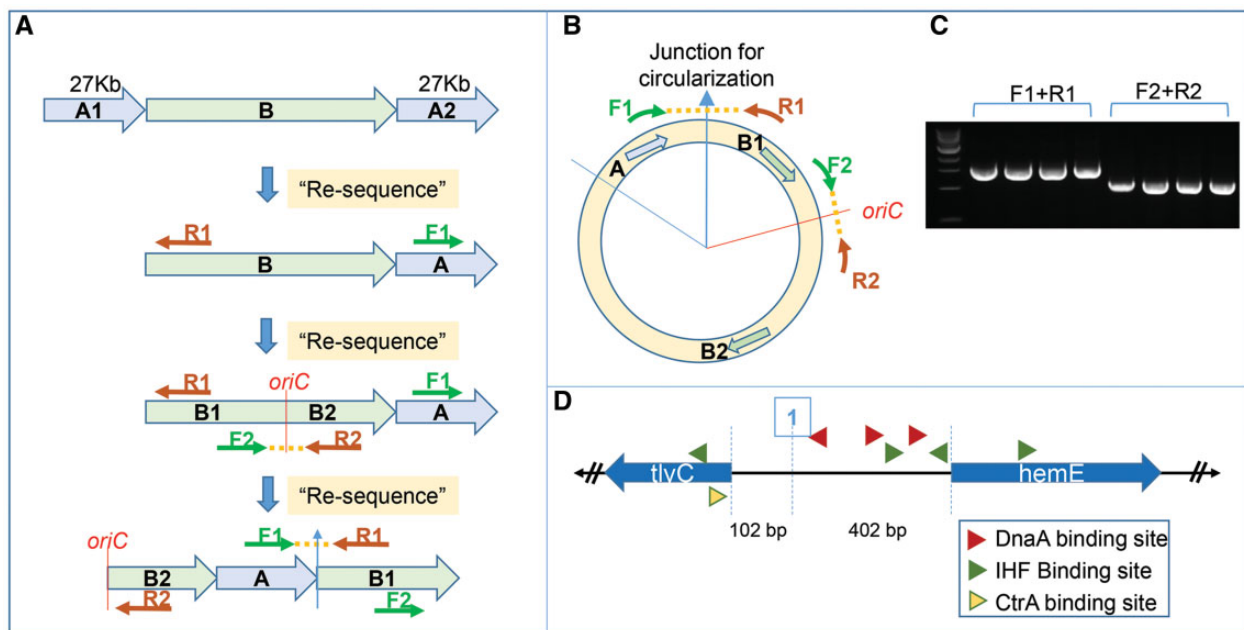 A
27Kb 27Kb
A1 B A2
"Re-sequence"
R1 F1
B A
"Re-sequence"
R1 oriC F1
B1 B2 A
F2 R2
"Re-sequence"
F1 R1
oriC
B2 A B1
R2 F2
B
Junction for
circularization
F1 R1
A B1
F2
oriC
R2
B2
C
F1+R1 F2+R2
D
1
tlyC hemE
102 bp 402 bp
DnaA binding site
IHF Binding site
CtrA binding site